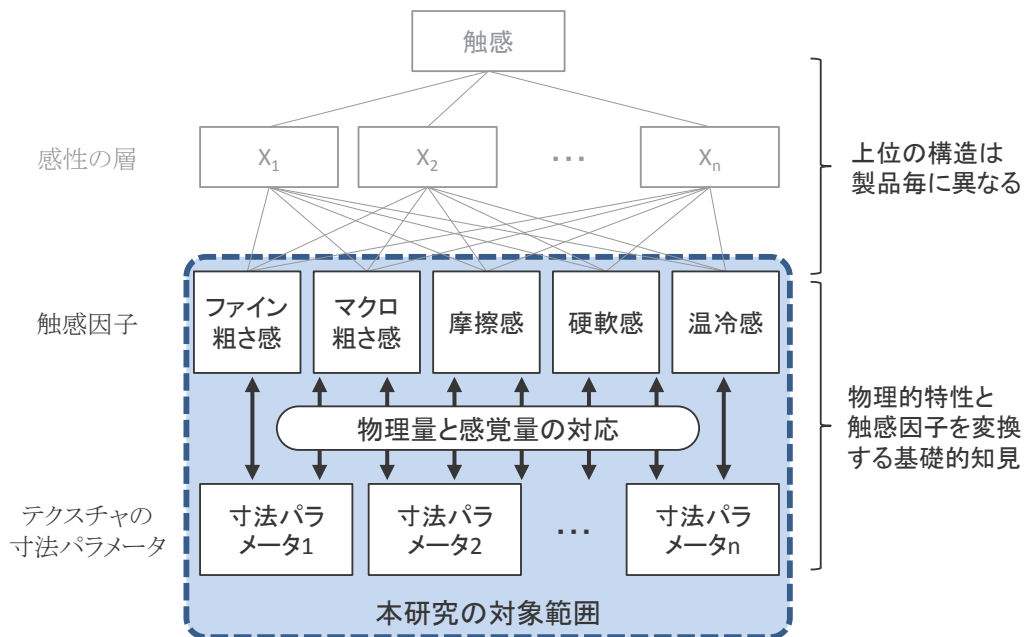 触感
感性の層
X1
X2
...
Xn
上位の構造は
製品毎に異なる
触感因子
ファイン
粗さ感
マクロ
粗さ感
摩擦感
硬軟感
温冷感
物理量と感覚量の対応
物理的特性と
触感因子を変換
する基礎的知見
テクスチャの
寸法パラメータ
寸法パラ
メータ1
寸法パラ
メータ2
...
寸法パラ
メータn
本研究の対象範囲